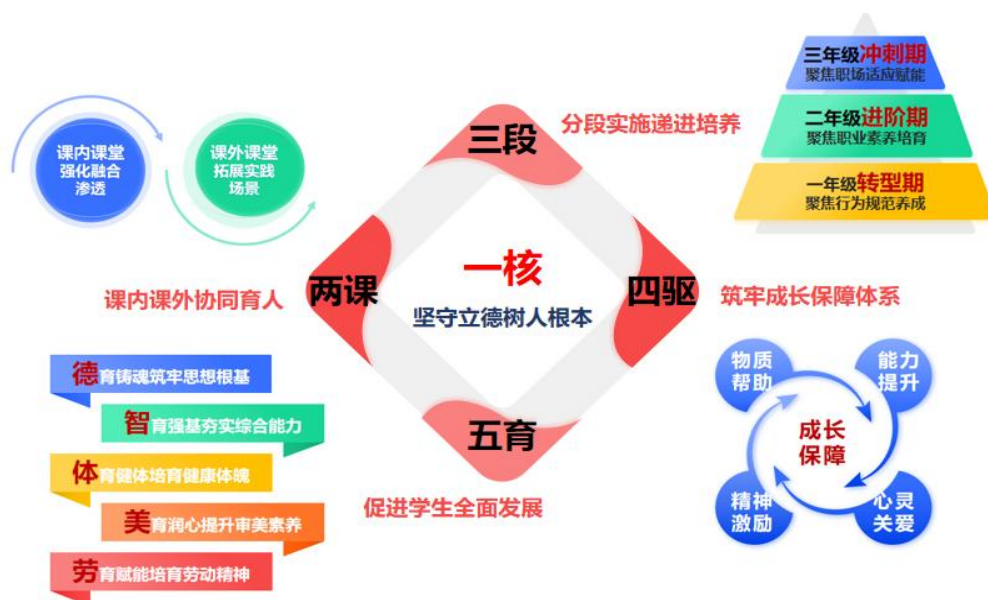 三段
分段实施递进培养
三年级冲刺期
聚焦职场适应赋能
二年级进阶期
聚焦职业素养培育
一年级转型期
聚焦行为规范养成
课内课堂
强化融合
渗透
课外课堂
拓展实践
场景
课内课外协同育人
两课
一核
坚守立德树人根本
四驱
筑牢成长保障体系
德育铸魂筑牢思想根基
智育强基夯实综合能力
体育健体培育健康体魄
美育润心提升审美素养
劳育赋能培育劳动精神
五育
促进学生全面发展
物质
帮助
能力
提升
成长
保障
精神
激励
心灵
关爱